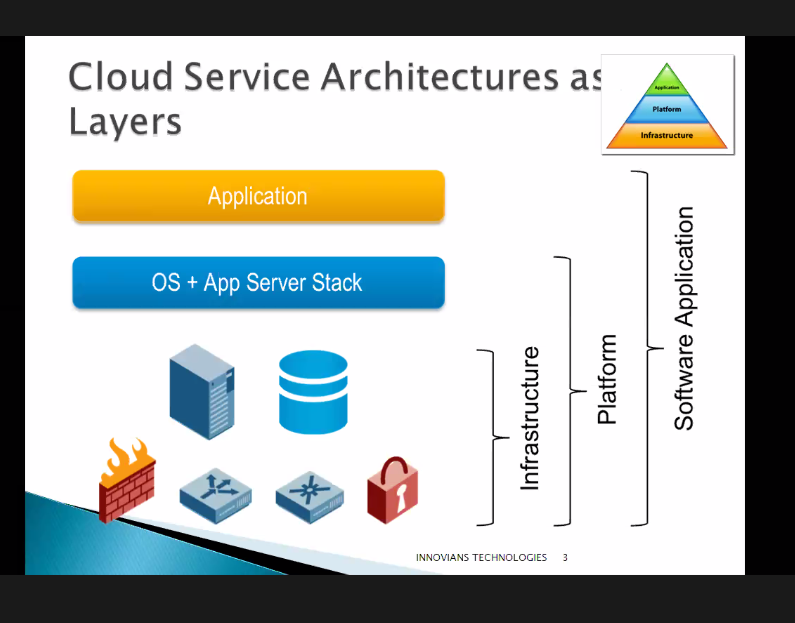 Cloud Service Architectures as
Layers
Application
Platform
Infrastructure
Application
OS + App Server Stack
Infrastructure
Platform
Software Application
INNOVIANS TECHNOLOGIES 3